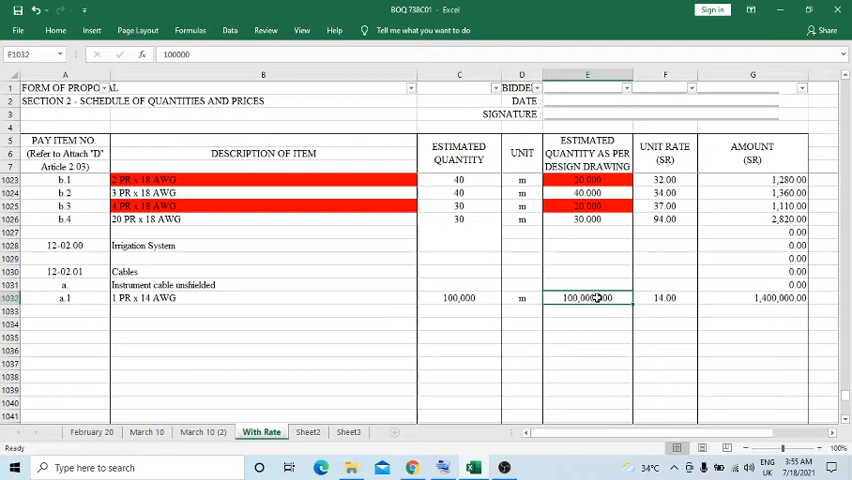 BOQ 738C01 - Excel
Sign in
File Home Insert Page Layout Formulas Data Review View Help Tell me what you want to do Share
E1032 fx 100000
A B C D E F G
1 FORM OF PROPO AL BIDDE
2 SECTION 2 - SCHEDULE OF QUANTITIES AND PRICES DATE :
3 SIGNATURE :
4
5 PAY ITEM NO. ESTIMATED
6 (Refer to Attach "D" DESCRIPTION OF ITEM ESTIMATED QUANTITY UNIT QUANTITY AS PER UNIT RATE (SR) AMOUNT (SR)
7 Article 2.03) DESIGN DRAWING
1023 b.1 2 PR x 18 AWG 40 m 20.000 32.00 1,280.00
1024 b.2 3 PR x 18 AWG 40 m 40.000 34.00 1,360.00
1025 b.3 4 PR x 18 AWG 30 m 20.000 37.00 1,110.00
1026 b.4 20 PR x 18 AWG 30 m 30.000 94.00 2,820.00
1027 0.00
1028 12-02.00 Irrigation System 0.00
1029 0.00
1030 12-02.01 Cables 0.00
1031 a. Instrument cable unshielded 0.00
1032 a.1 1 PR x 14 AWG 100,000 m 14.00 1,400,000.00
1033
1034
1035
1036
1037
1038
1039
1040
1041
February 20 March 10 March 10 (2) With Rate Sheet2 Sheet3
Ready 100%
Type here to search 34°C ENG UK 3:55 AM 7/18/2021